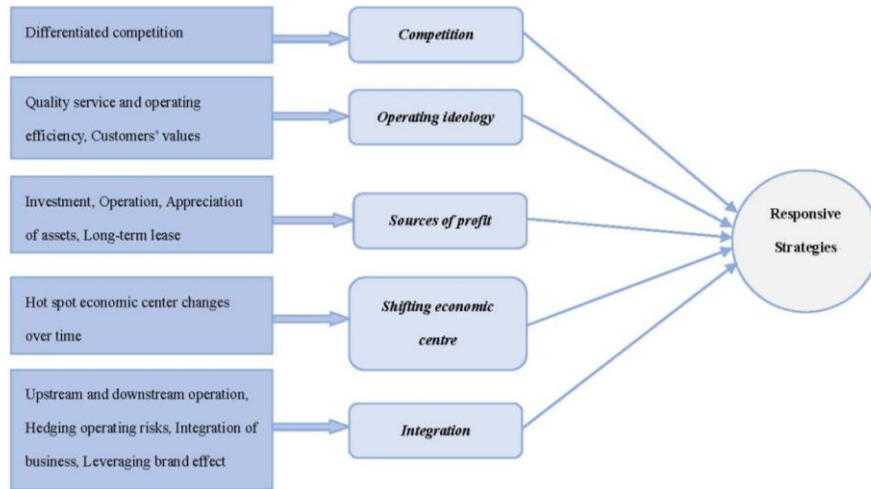 Differentiated competition
Competition
Quality service and operating
efficiency, Customers’ values
Operating ideology
Investment, Operation, Appreciation
of assets, Long-term lease
Sources of profit
Hot spot economic center changes
over time
Shifting economic
centre
Upstream and downstream operation,
Hedging operating risks, Integration of
business, Leveraging brand effect
Integration
Responsive
Strategies